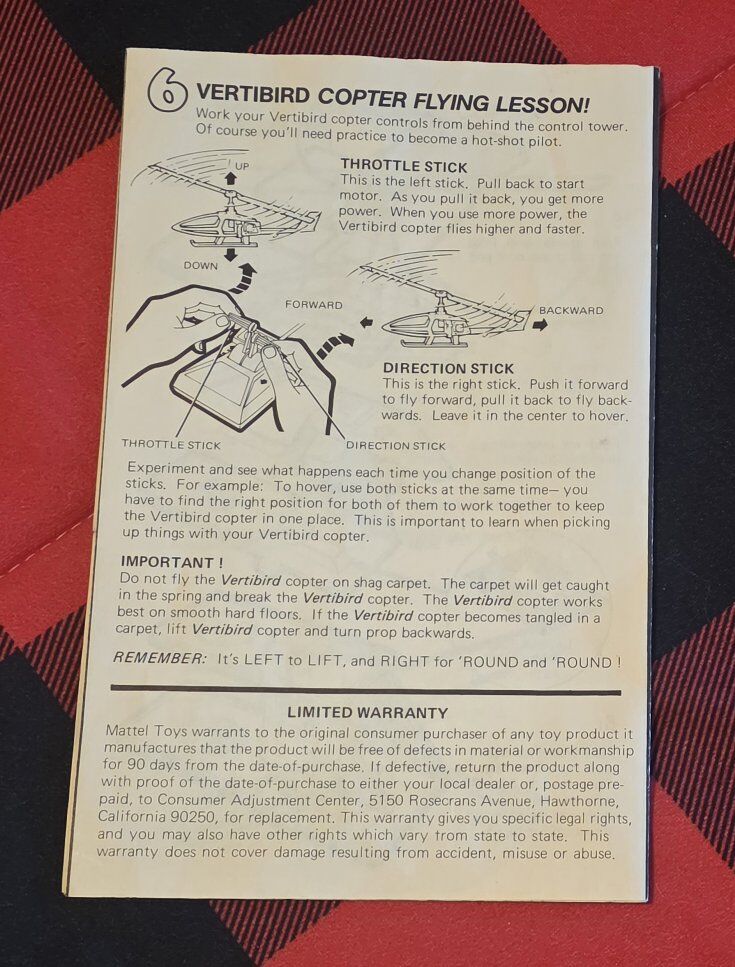 6 VERTIBIRD COPTER FLYING LESSON!
Work your Vertibird copter controls from behind the control tower.
Of course you'll need practice to become a hot-shot pilot.
UP
DOWN
THROTTLE STICK
This is the left stick. Pull back to start
motor. As you pull it back, you get more
power. When you use more power, the
Vertibird copter flies higher and faster.
FORWARD
BACKWARD
DIRECTION STICK
This is the right stick. Push it forward
to fly forward, pull it back to fly back-
wards. Leave it in the center to hover.
THROTTLE STICK
DIRECTION STICK
Experiment and see what happens each time you change position of the
sticks. For example: To hover, use both sticks at the same time— you
have to find the right position for both of them to work together to keep
the Vertibird copter in one place. This is important to learn when picking
up things with your Vertibird copter.
IMPORTANT !
Do not fly the Vertibird copter on shag carpet. The carpet will get caught
in the spring and break the Vertibird copter. The Vertibird copter works
best on smooth hard floors. If the Vertibird copter becomes tangled in a
carpet, lift Vertibird copter and turn prop backwards.
REMEMBER: It's LEFT to LIFT, and RIGHT for 'ROUND and 'ROUND !
LIMITED WARRANTY
Mattel Toys warrants to the original consumer purchaser of any toy product it
manufactures that the product will be free of defects in material or workmanship
for 90 days from the date-of-purchase. If defective, return the product along
with proof of the date-of-purchase to either your local dealer or, postage pre-
paid, to Consumer Adjustment Center, 5150 Rosecrans Avenue, Hawthorne,
California 90250, for replacement. This warranty gives you specific legal rights,
and you may also have other rights which vary from state to state. This
warranty does not cover damage resulting from accident, misuse or abuse.